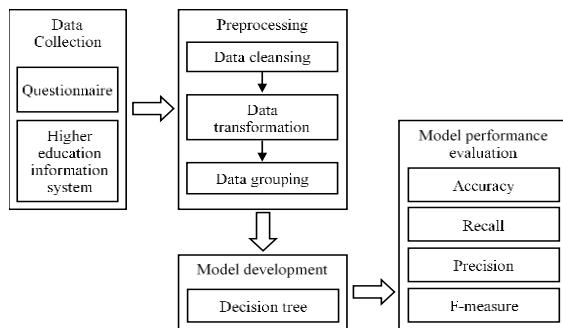 Data
Collection
Questionnaire
Higher
education
information
system
Preprocessing
Data cleansing
Data
transformation
Data grouping
Model development
Decision tree
Model performance
evaluation
Accuracy
Recall
Precision
F-measure